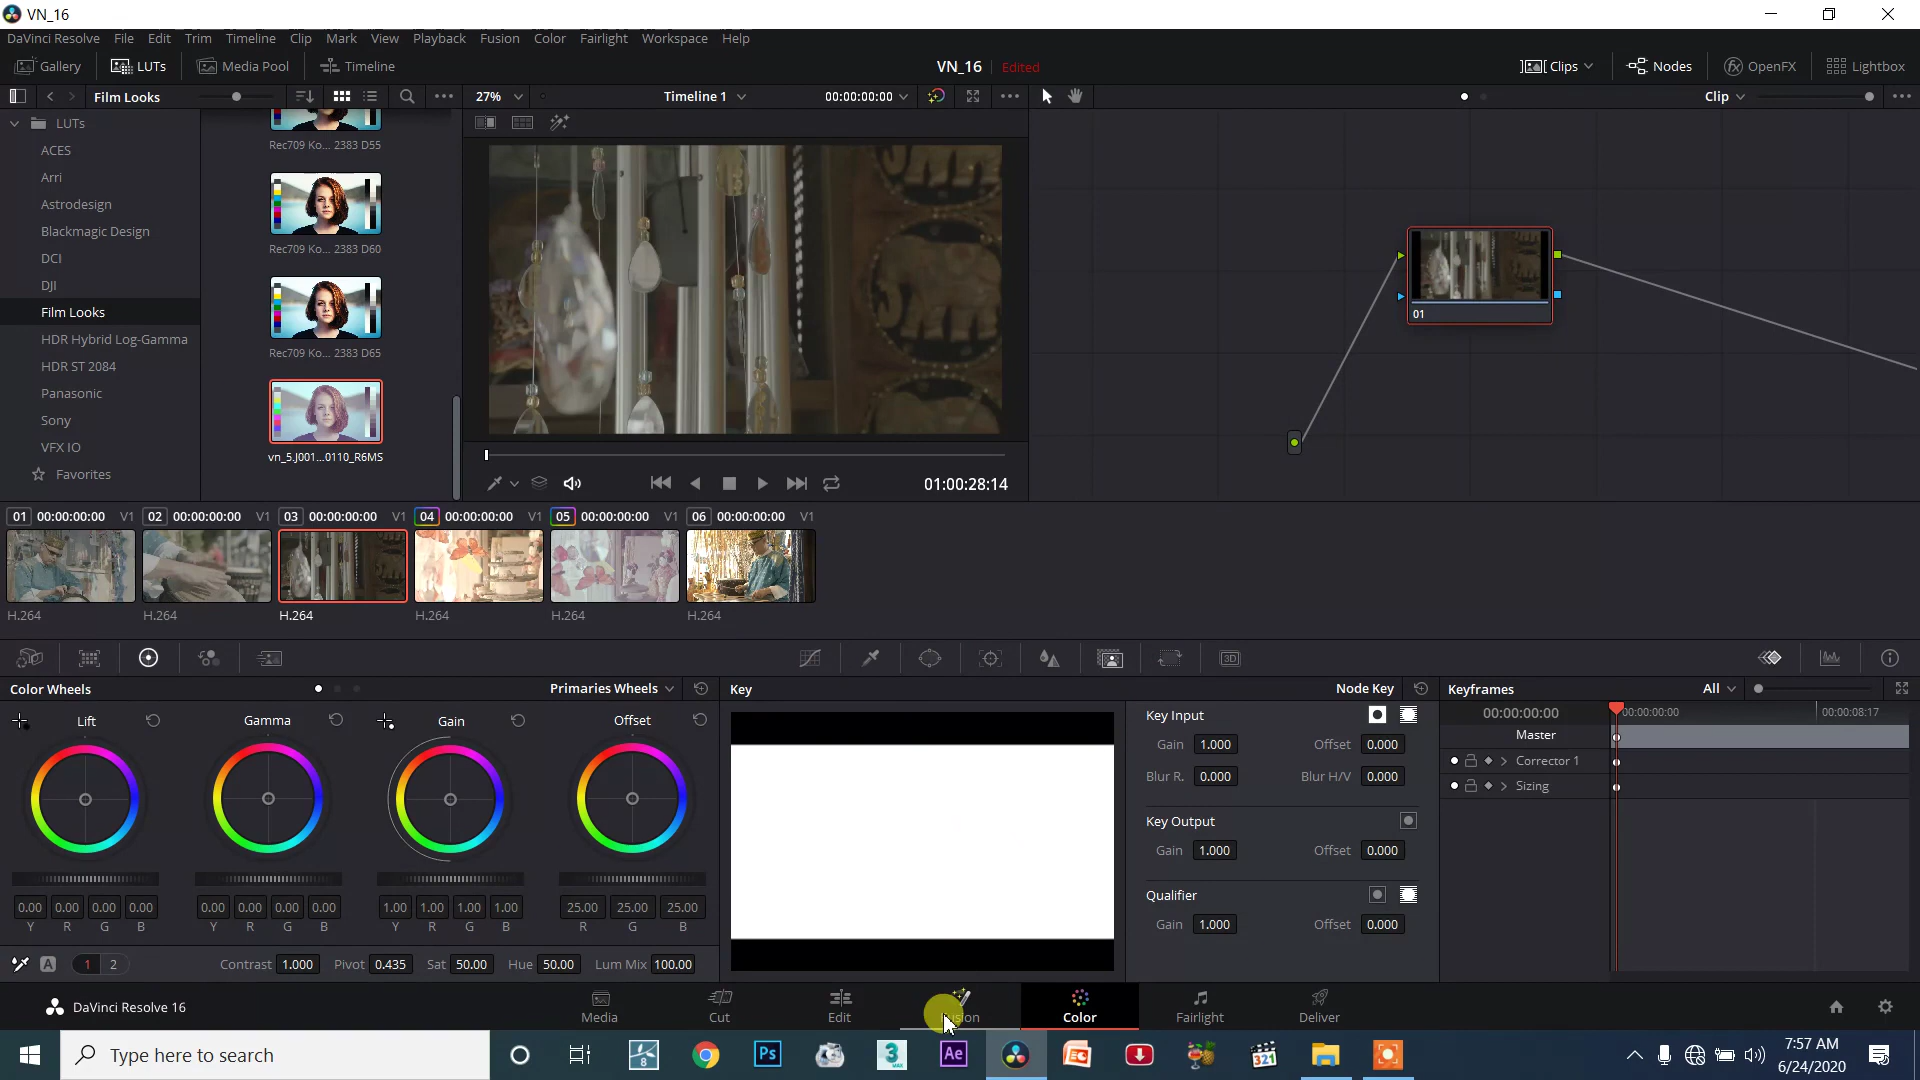 VN_16
DaVinci Resolve File Edit Trim Timeline Clip Mark View Playback Fusion Color Fairlight Workspace Help
Gallery LUTs Media Pool Timeline VN_16 Edited Clips Nodes OpenFX Lightbox
Film Looks 27% Timeline 1 00:00:00:00 Clip
LUTs
ACES
Arri
Astrodesign
Blackmagic Design
DCI
DJI
Film Looks
HDR Hybrid Log-Gamma
HDR ST 2084
Panasonic
Sony
VFX IO
Favorites
Rec709 Ko... 2383 D55
Rec709 Ko... 2383 D60
Rec709 Ko... 2383 D65
vn_5.J001...0110_R6MS
01:00:28:14
01
01 00:00:00:00 V1 02 00:00:00:00 V1 03 00:00:00:00 V1 04 00:00:00:00 V1 05 00:00:00:00 V1 06 00:00:00:00 V1
H.264 H.264 H.264 H.264 H.264 H.264
3D
Color Wheels Primaries Wheels Key Node Key Keyframes All
Lift Gamma Gain Offset
0.00 0.00 0.00 0.00 0.00 0.00 0.00 0.00 1.00 1.00 1.00 1.00 25.00 25.00 25.00
Y R G B Y R G B Y R G B R G B
A 1 2 Contrast 1.000 Pivot 0.435 Sat 50.00 Hue 50.00 Lum Mix 100.00
Key Input
Gain 1.000 Offset 0.000
Blur R. 0.000 Blur H/V 0.000
Key Output
Gain 1.000 Offset 0.000
Qualifier
Gain 1.000 Offset 0.000
00:00:00:00 00:00:00:00 00:00:08:17
Master
Corrector 1
Sizing
DaVinci Resolve 16 Media Cut Edit Color Fairlight Deliver
Type here to search
8 Ps 3 MAX Ae 321
7:57 AM
6/24/2020